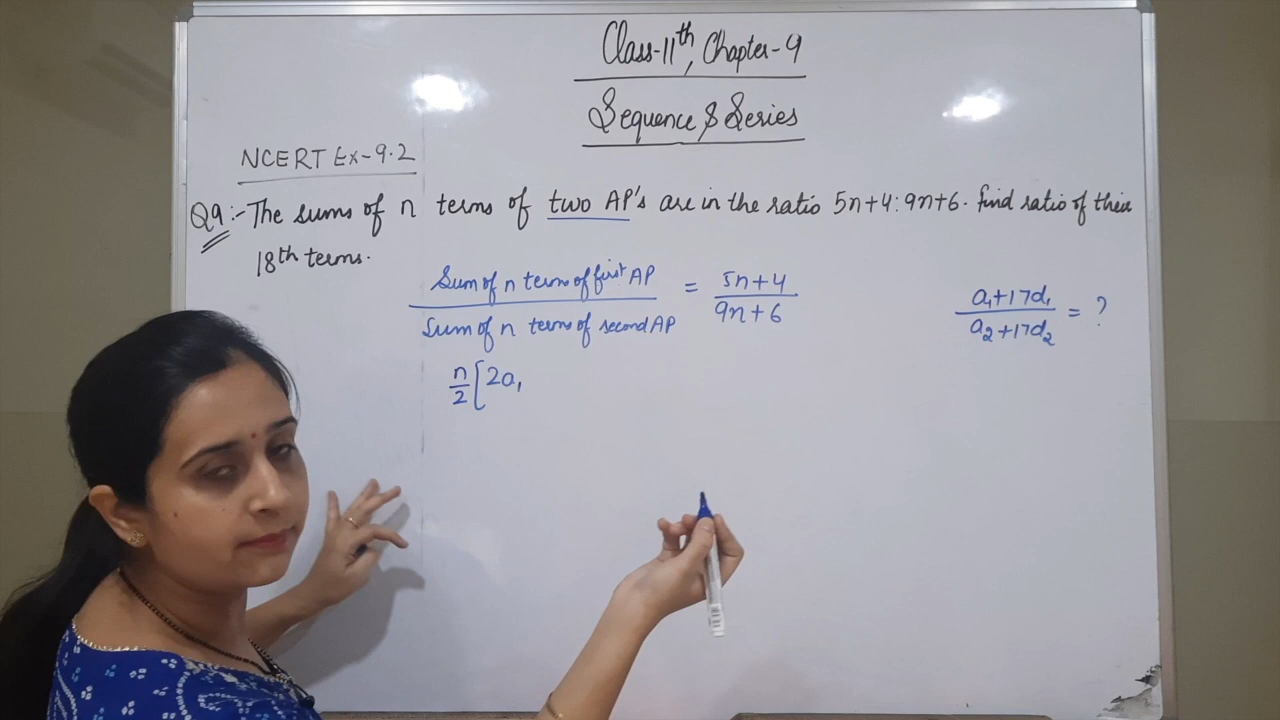 Class-11th, Chapter-9
Sequence & Series
NCERT Ex-9.2
Q9:- The sums of n terms of two AP's are in the ratio 5n+4:9n+6. find ratio of their
18th terms.
Sum of n terms of first AP / Sum of n terms of second AP = 5n+4 / 9n+6
a₁+17d₁ / a₂+17d₂ = ?
n/2 [2a₁